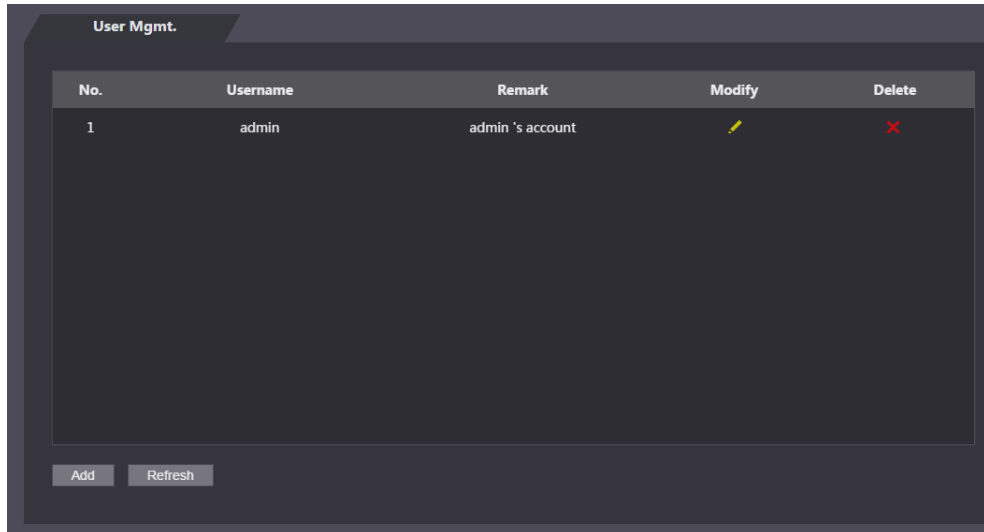 User Mgmt.
No. Username Remark Modify Delete
1 admin admin 's account
Add Refresh